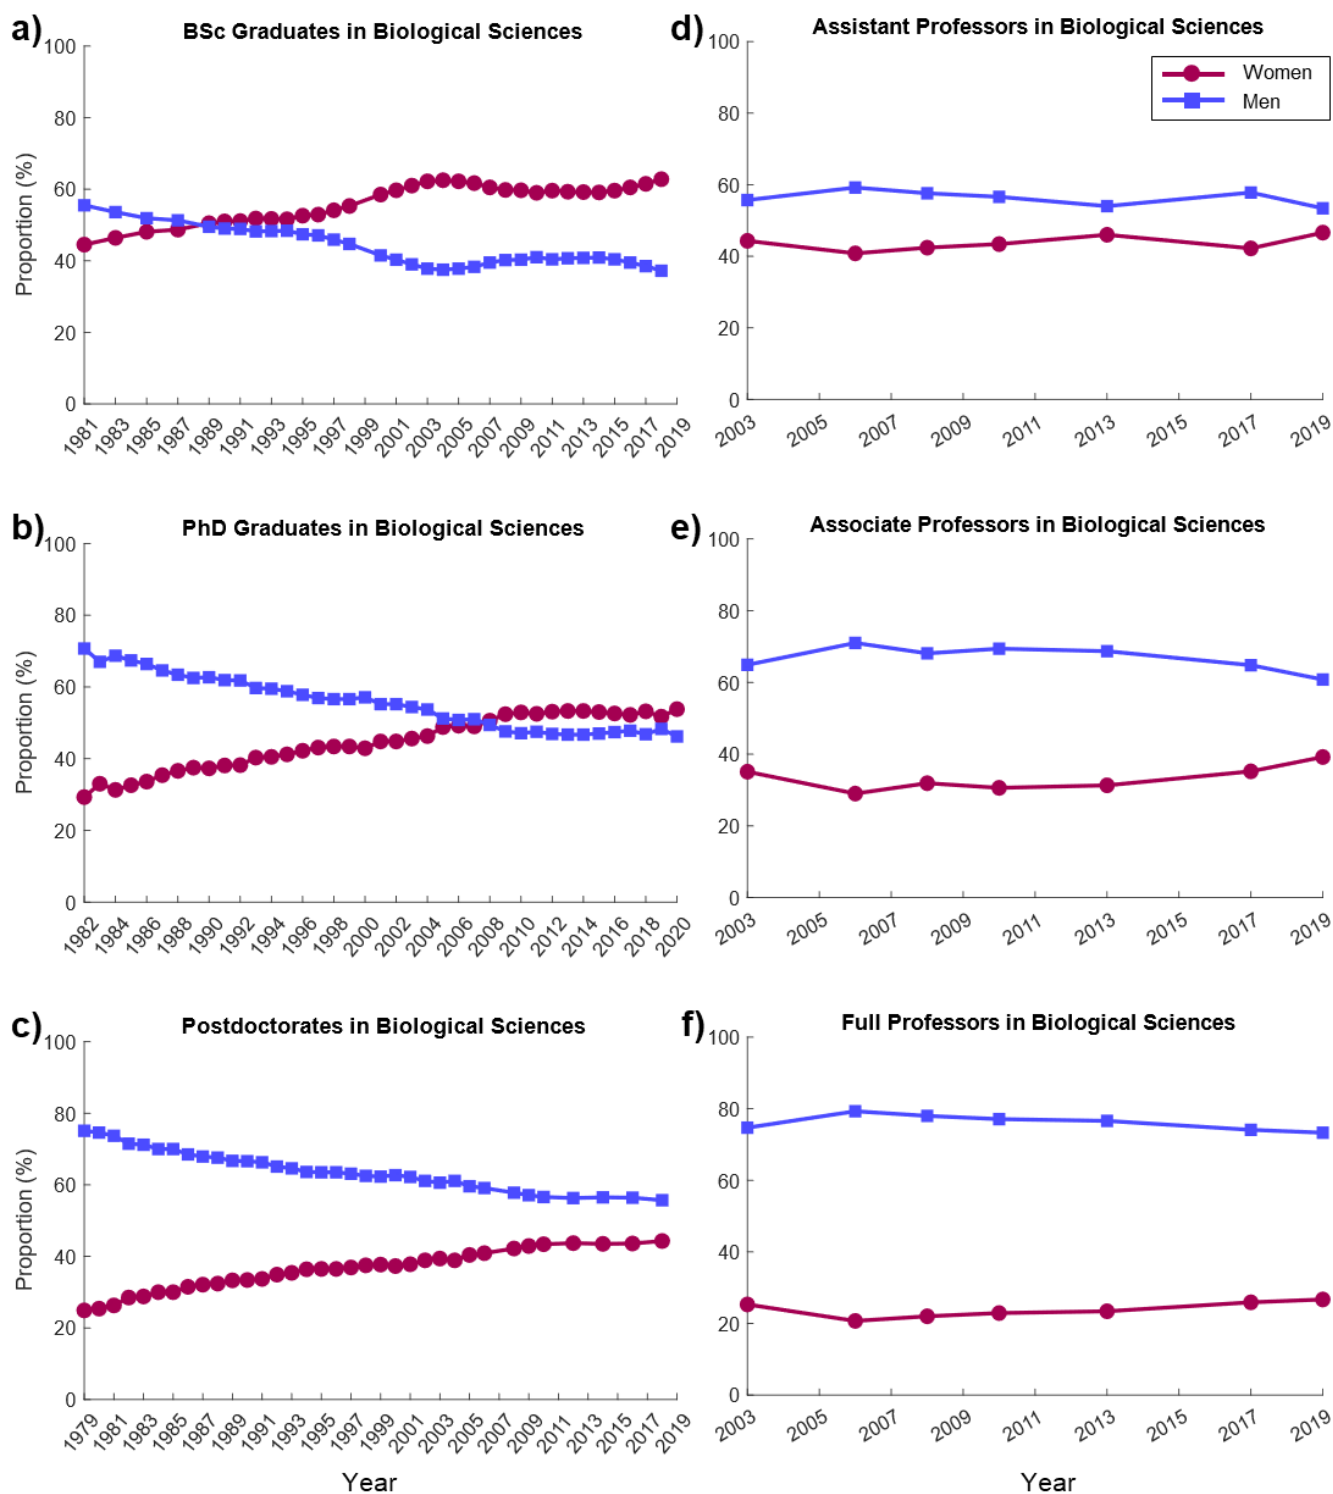 a)
BSc Graduates in Biological Sciences
100
80
60
40
20
0
Proportion (%)
1981 1983 1985 1987 1989 1991 1993 1995 1997 1999 2001 2003 2005 2007 2009 2011 2013 2015 2017 2019
d)
Assistant Professors in Biological Sciences
Women
Men
100
80
60
40
20
0
2003 2005 2007 2009 2011 2013 2015 2017 2019
b)
PhD Graduates in Biological Sciences
100
80
60
40
20
0
Proportion (%)
1982 1984 1986 1988 1990 1992 1994 1996 1998 2000 2002 2004 2006 2008 2010 2012 2014 2016 2018 2020
e)
Associate Professors in Biological Sciences
100
80
60
40
20
0
2003 2005 2007 2009 2011 2013 2015 2017 2019
c)
Postdoctorates in Biological Sciences
100
80
60
40
20
0
Proportion (%)
1979 1981 1983 1985 1987 1989 1991 1993 1995 1997 1999 2001 2003 2005 2007 2009 2011 2013 2015 2017 2019
Year
f)
Full Professors in Biological Sciences
100
80
60
40
20
0
2003 2005 2007 2009 2011 2013 2015 2017 2019
Year